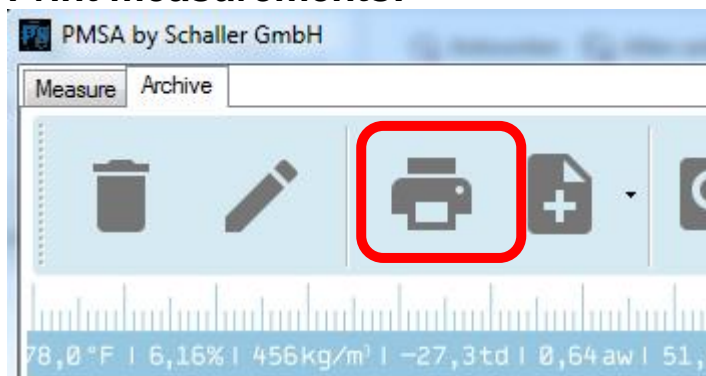 PMSA by Schaller GmbH
Measure Archive
78,0°F | 6,16% | 456kg/m³ | -27,3td | 0,64aw | 51,